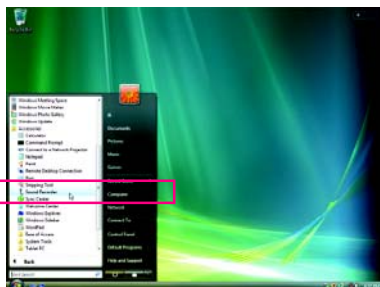 Windows Meeting Space
Windows Movie Maker
Windows Photo Gallery
Windows Update
Accessories
Calculator
Command Prompt
Connect to a Network Projector
Notepad
Paint
Remote Desktop Connection
Run
Snipping Tool
Sound Recorder
Sync Center
Welcome Center
Windows Explorer
Windows Sidebar
WordPad
Ease of Access
System Tools
Tablet PC
Back
Documents
Pictures
Music
Games
Computer
Network
Connect To
Control Panel
Default Programs
Help and Support